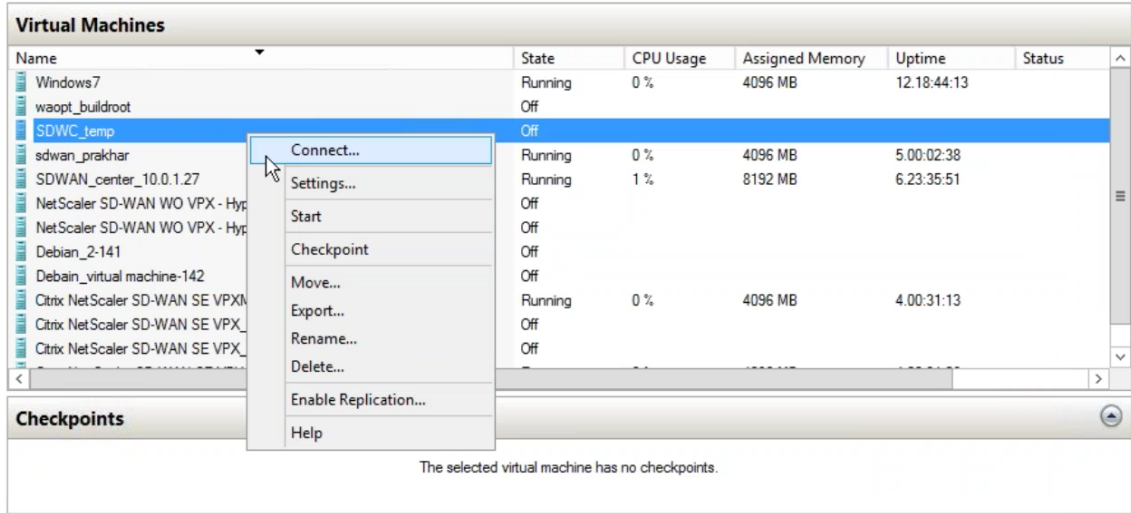 Virtual Machines
Name State CPU Usage Assigned Memory Uptime Status
Windows7 Running 0 % 4096 MB 12.18:44:13
waopt_buildroot Off
SDWC_temp Off
sdwan_prakhar Running 0 % 4096 MB 5.00:02:38
SDWAN_center_10.0.1.27 Running 1 % 8192 MB 6.23:35:51
NetScaler SD-WAN WO VPX - Hyp Off
NetScaler SD-WAN WO VPX - Hyp Off
Debian_2-141 Off
Debain_virtual machine-142 Off
Citrix NetScaler SD-WAN SE VPXM Running 0 % 4096 MB 4.00:31:13
Citrix NetScaler SD-WAN SE VPX_ Off
Citrix NetScaler SD-WAN SE VPX_ Off
Connect...
Settings...
Start
Checkpoint
Move...
Export...
Rename...
Delete...
Enable Replication...
Help
Checkpoints
The selected virtual machine has no checkpoints.